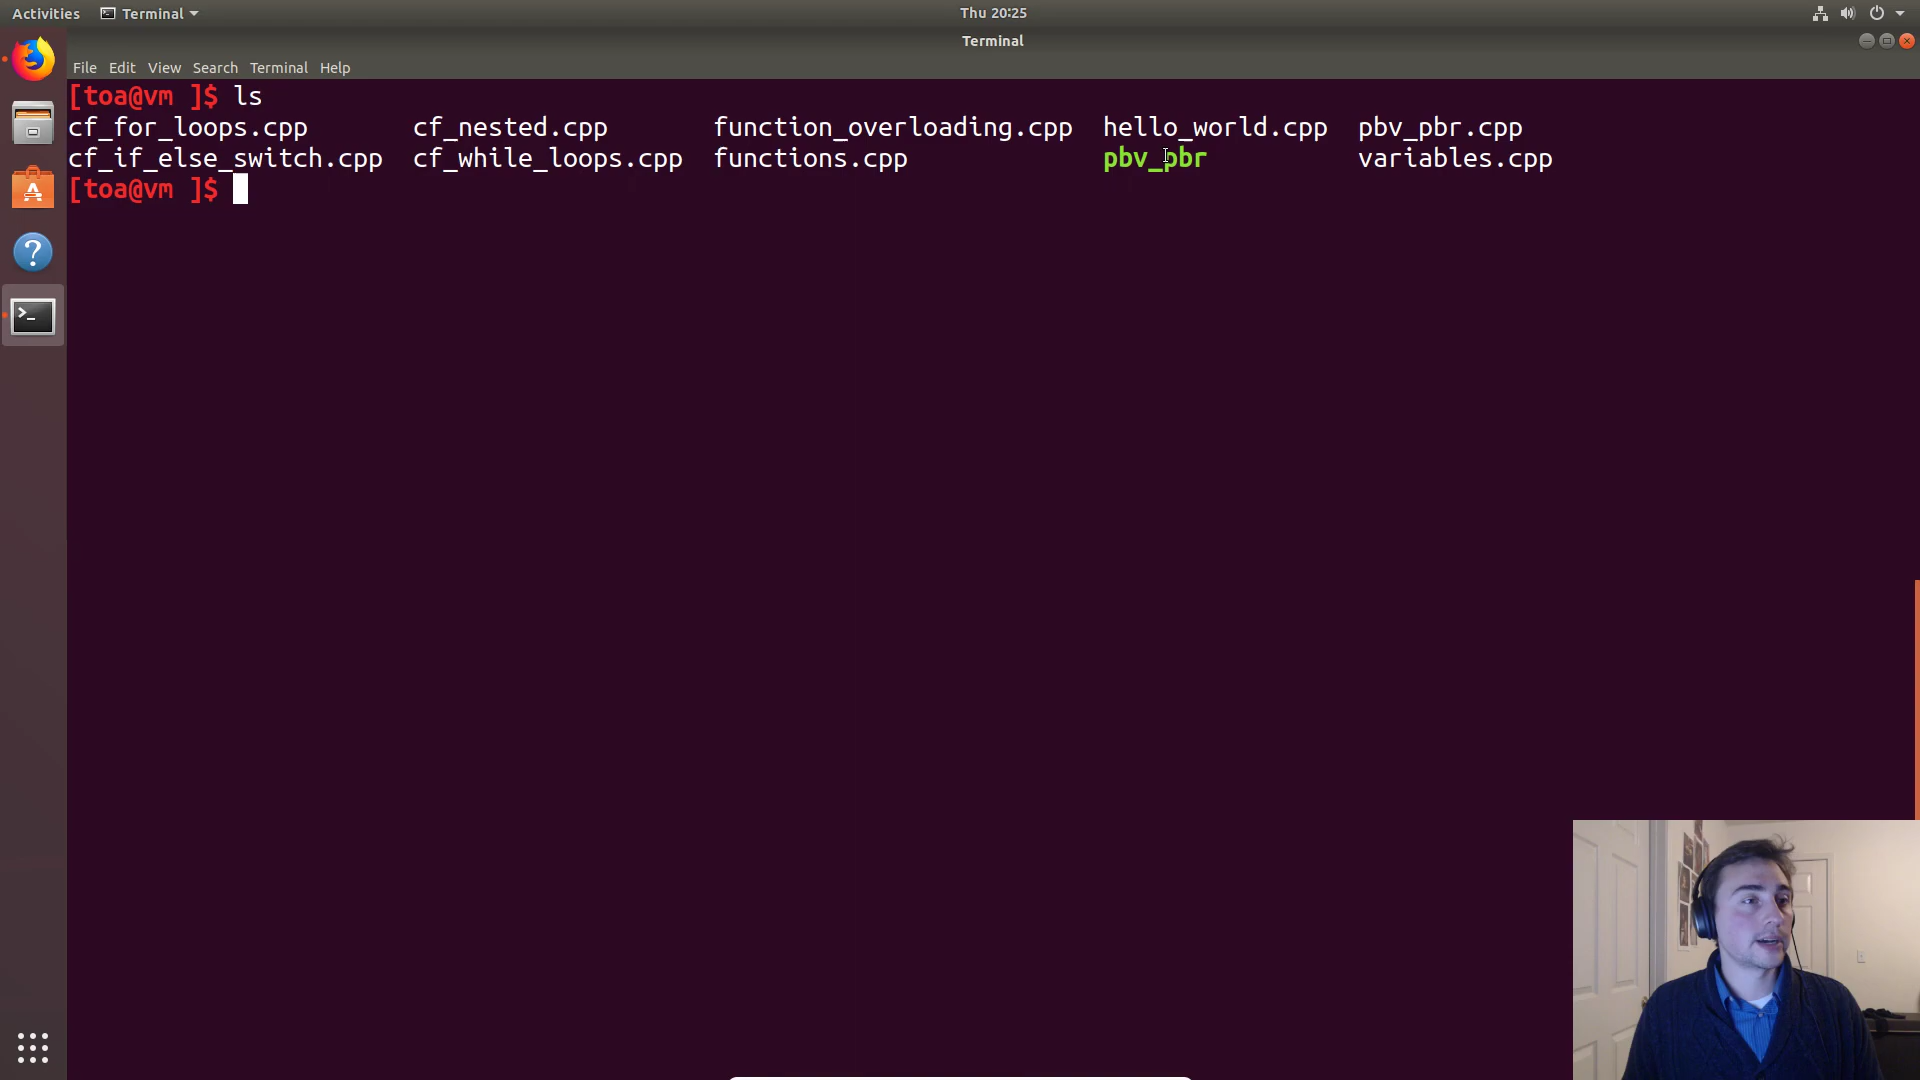 Activities Terminal Thu 20:25
Terminal
File Edit View Search Terminal Help
[toa@vm ]$ ls
cf_for_loops.cpp cf_nested.cpp function_overloading.cpp hello_world.cpp pbv_pbr.cpp
cf_if_else_switch.cpp cf_while_loops.cpp functions.cpp pbv_pbr variables.cpp
[toa@vm ]$